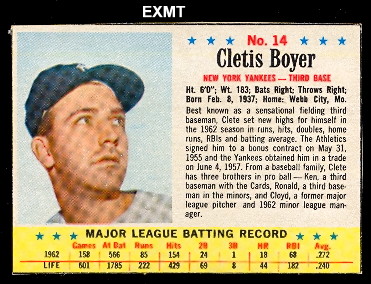 EXMT
No. 14
Cletis Boyer
NEW YORK YANKEES — THIRD BASE
Ht. 6'0"; Wt. 183; Bats Right; Throws Right;
Born Feb. 8, 1937; Home: Webb City, Mo.
Best known as a sensational fielding third
baseman, Clete set new highs for himself in
the 1962 season in runs, hits, doubles, home
runs, RBIs and batting average. The Athletics
signed him to a bonus contract on May 31,
1955 and the Yankees obtained him in a trade
on June 4, 1957. From a baseball family, Clete
has three brothers in pro ball — Ken, a third
baseman with the Cards, Ronald, a third base-
man in the minors, and Cloyd, a former major
league pitcher and 1962 minor league man-
ager.
MAJOR LEAGUE BATTING RECORD
Games At Bat Runs Hits 2B 3B HR RBI Avg.
1962 158 566 85 154 24 1 18 68 .272
LIFE 601 1785 222 429 69 8 44 182 .240